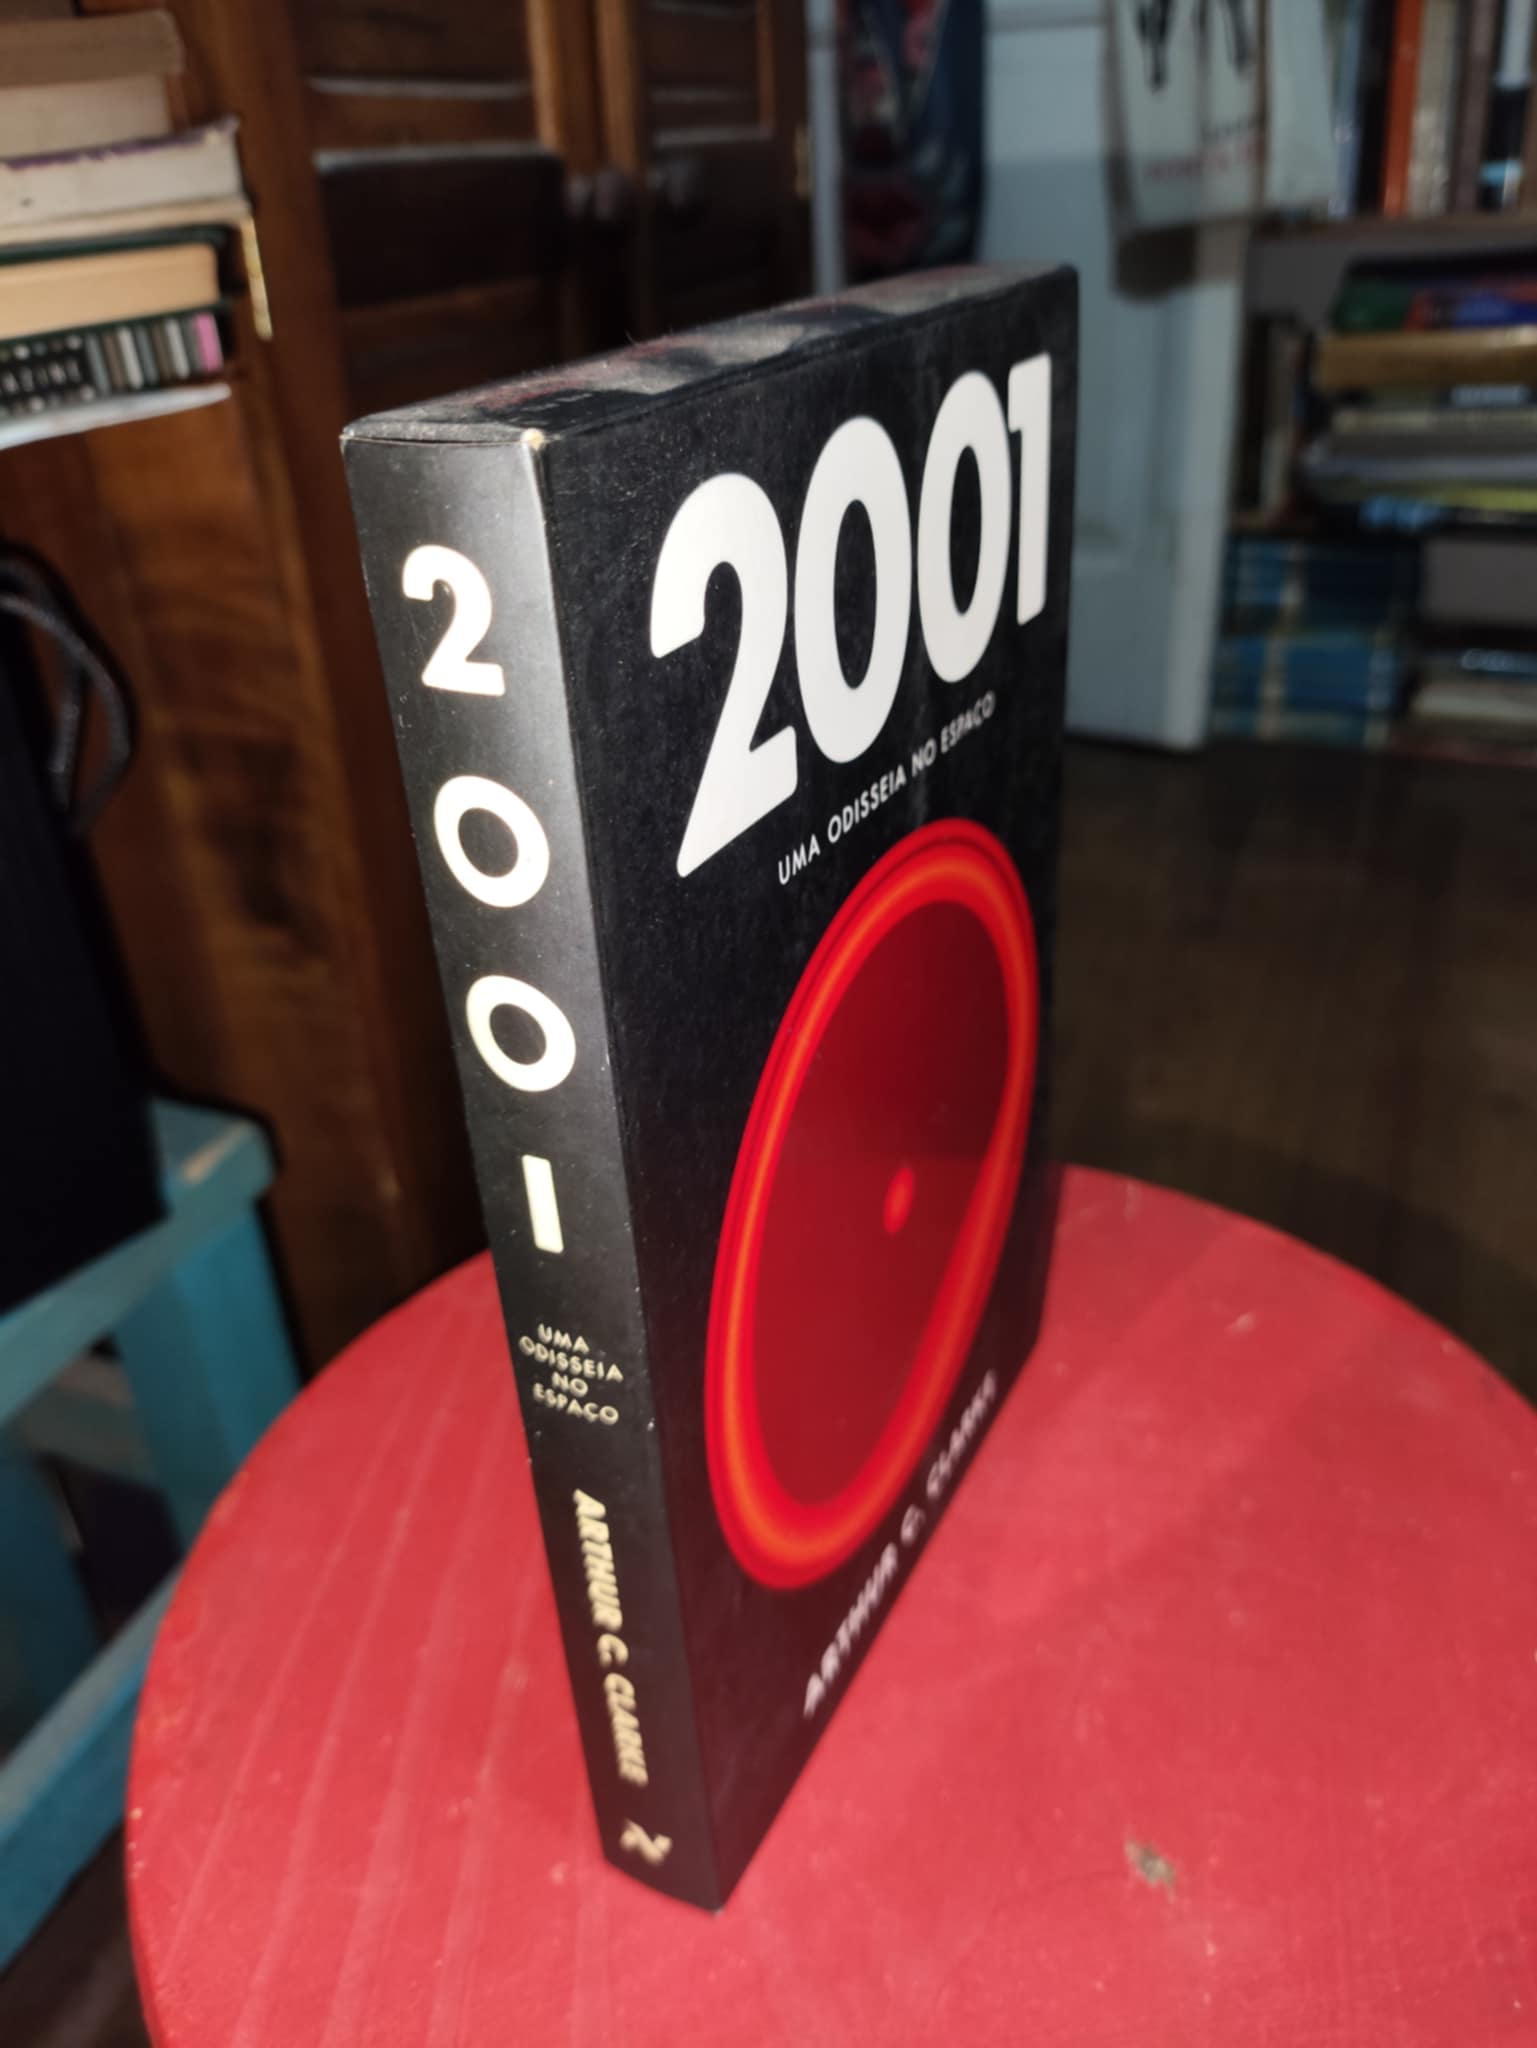 2001
UMA ODISSEIA NO ESPAÇO
ARTHUR C. CLARKE
2
0
0
1
UMA
ODISSEIA
NO
ESPAÇO
ARTHUR C. CLARKE